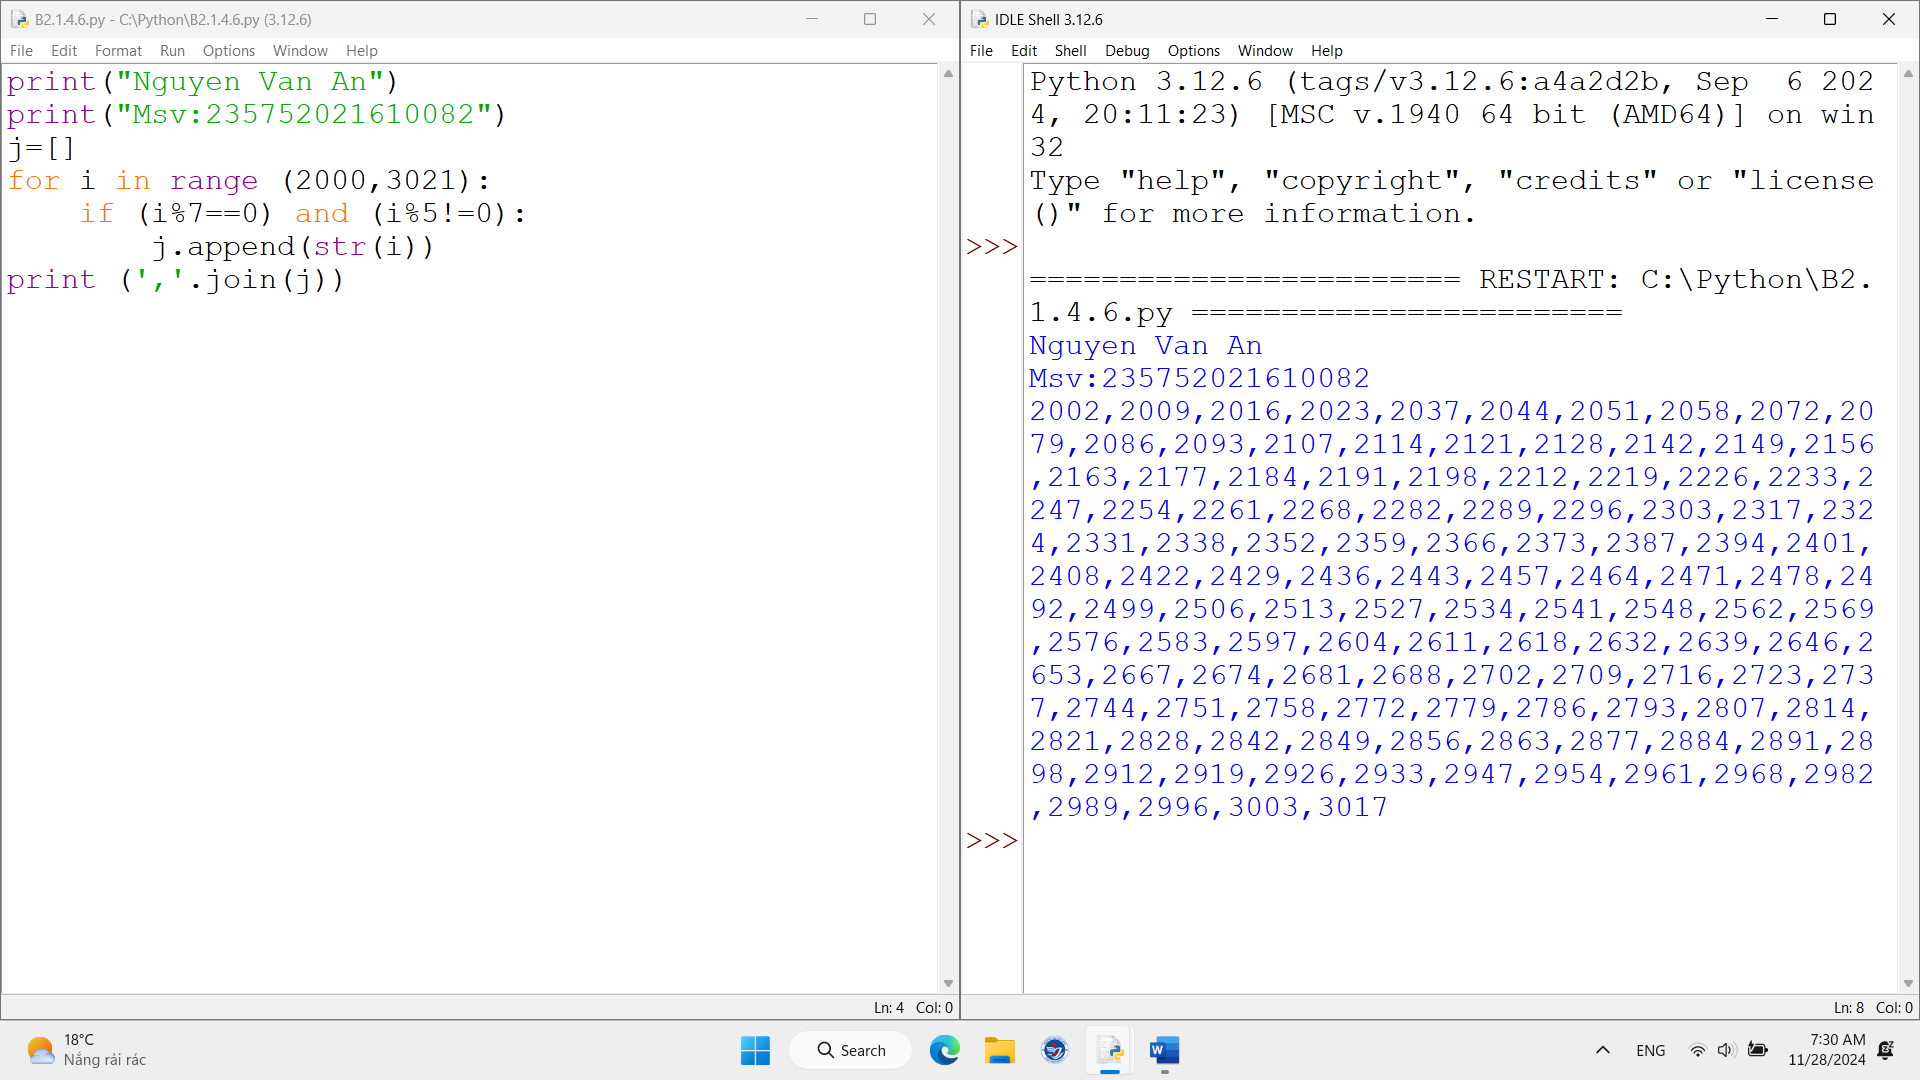 B2.1.4.6.py - C:\Python\B2.1.4.6.py (3.12.6)
File Edit Format Run Options Window Help
print("Nguyen Van An")
print("Msv:235752021610082")
j=[]
for i in range (2000,3021):
    if (i%7==0) and (i%5!=0):
        j.append(str(i))
print (','.join(j))
Ln: 4 Col: 0
IDLE Shell 3.12.6
File Edit Shell Debug Options Window Help
Python 3.12.6 (tags/v3.12.6:a4a2d2b, Sep  6 202
4, 20:11:23) [MSC v.1940 64 bit (AMD64)] on win
32
Type "help", "copyright", "credits" or "license
()" for more information.
>>>
======================== RESTART: C:\Python\B2.
1.4.6.py ========================
Nguyen Van An
Msv:235752021610082
2002,2009,2016,2023,2037,2044,2051,2058,2072,20
79,2086,2093,2107,2114,2121,2128,2142,2149,2156
,2163,2177,2184,2191,2198,2212,2219,2226,2233,2
247,2254,2261,2268,2282,2289,2296,2303,2317,232
4,2331,2338,2352,2359,2366,2373,2387,2394,2401,
2408,2422,2429,2436,2443,2457,2464,2471,2478,24
92,2499,2506,2513,2527,2534,2541,2548,2562,2569
,2576,2583,2597,2604,2611,2618,2632,2639,2646,2
653,2667,2674,2681,2688,2702,2709,2716,2723,273
7,2744,2751,2758,2772,2779,2786,2793,2807,2814,
2821,2828,2842,2849,2856,2863,2877,2884,2891,28
98,2912,2919,2926,2933,2947,2954,2961,2968,2982
,2989,2996,3003,3017
>>>
Ln: 8 Col: 0
18°C
Nắng rải rác
Search
ENG
7:30 AM
11/28/2024